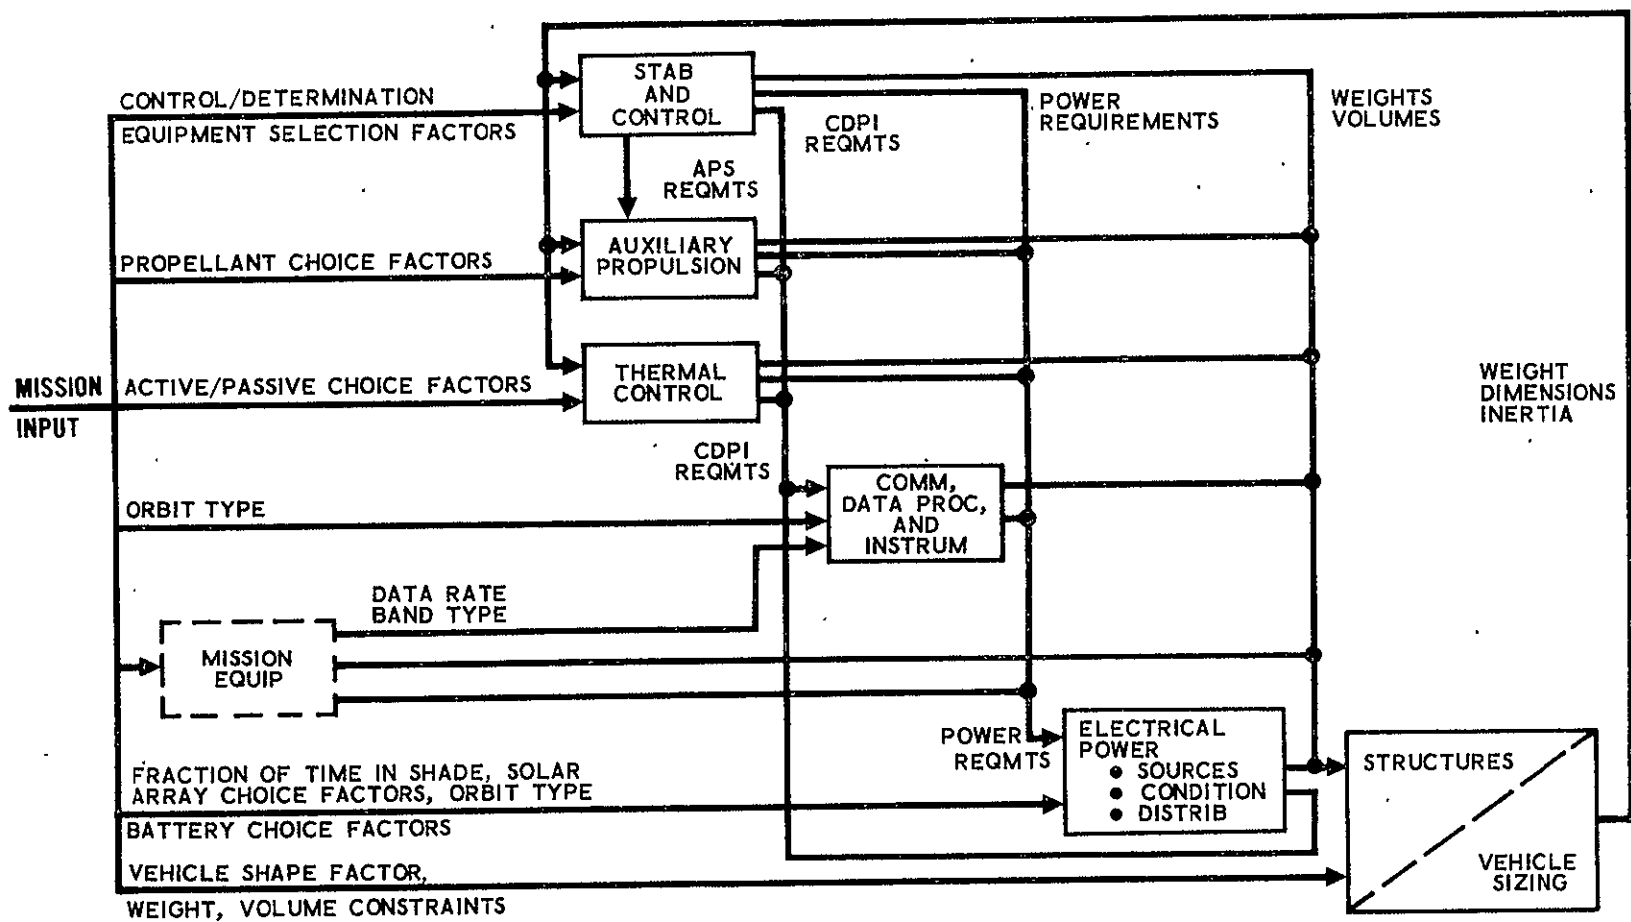 STAB
AND
CONTROL
CONTROL/DETERMINATION
EQUIPMENT SELECTION FACTORS
CDPI
REQMTS
POWER
REQUIREMENTS
WEIGHTS
VOLUMES
APS
REQMTS
AUXILIARY
PROPULSION
PROPELLANT CHOICE FACTORS
THERMAL
CONTROL
MISSION
INPUT
ACTIVE/PASSIVE CHOICE FACTORS
WEIGHT
DIMENSIONS
INERTIA
CDPI
REQMTS
COMM,
DATA PROC,
AND
INSTRUM
ORBIT TYPE
DATA RATE
BAND TYPE
MISSION
EQUIP
POWER
REQMTS
ELECTRICAL
POWER
● SOURCES
● CONDITION
● DISTRIB
STRUCTURES
VEHICLE
SIZING
FRACTION OF TIME IN SHADE, SOLAR
ARRAY CHOICE FACTORS, ORBIT TYPE
BATTERY CHOICE FACTORS
VEHICLE SHAPE FACTOR,
WEIGHT, VOLUME CONSTRAINTS